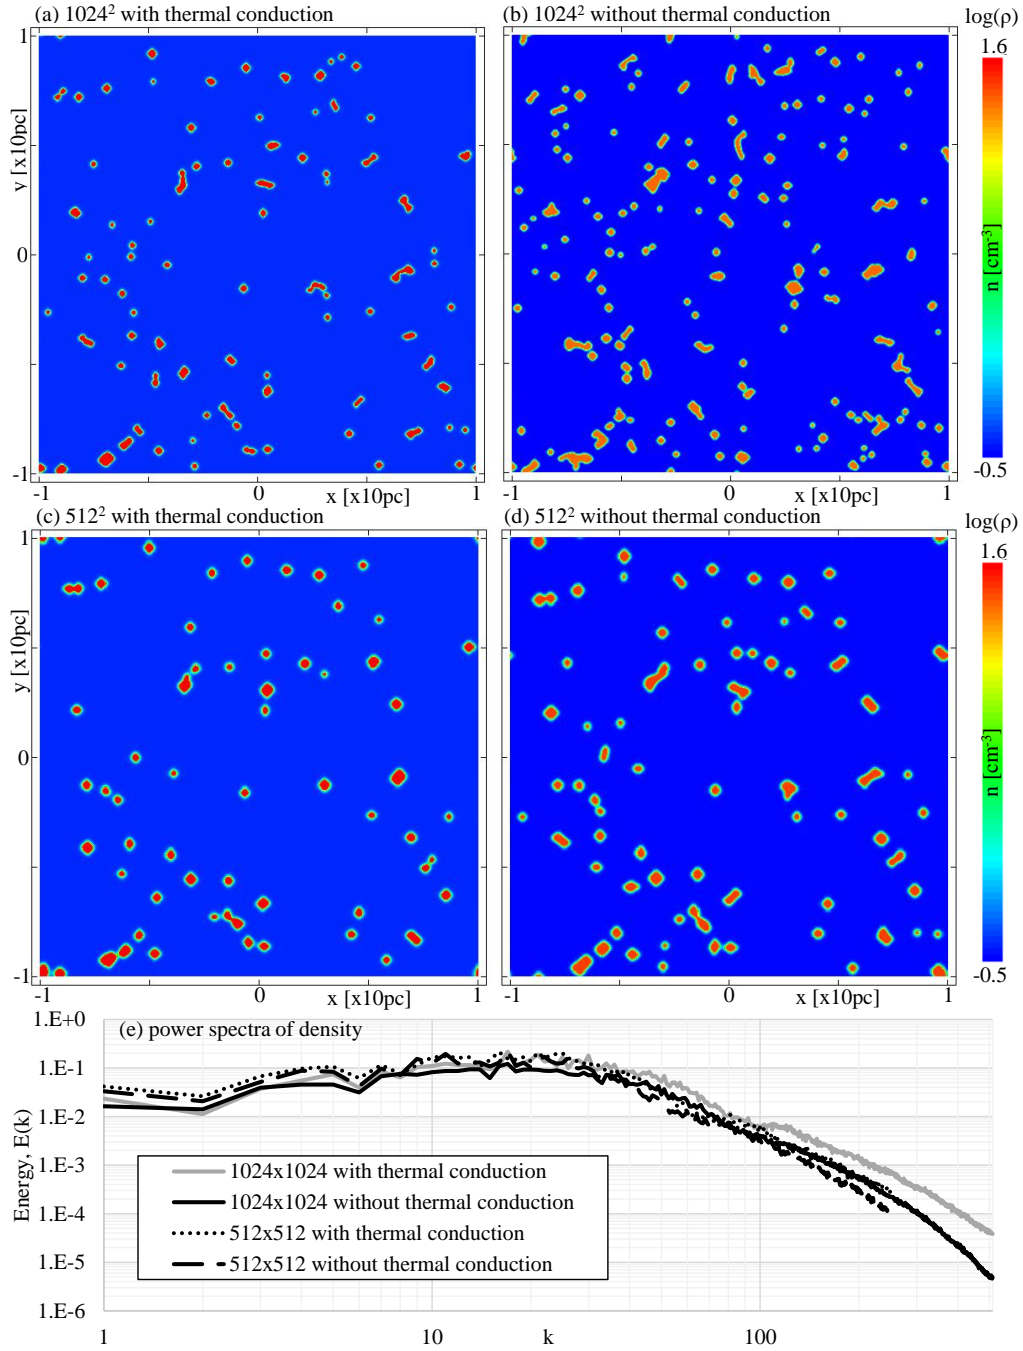 (a) 1024² with thermal conduction
(b) 1024² without thermal conduction
log(ρ)
1.6
n [cm⁻³]
-0.5
1
y [x10pc]
0
-1
-1
0
x [x10pc]
1
-1
0
x [x10pc]
1
(c) 512² with thermal conduction
(d) 512² without thermal conduction
log(ρ)
1.6
n [cm⁻³]
-0.5
1
y [x10pc]
0
-1
-1
0
x [x10pc]
1
-1
0
x [x10pc]
1
(e) power spectra of density
1.E+0
1.E-1
1.E-2
1.E-3
1.E-4
1.E-5
1.E-6
Energy, E(k)
1024x1024 with thermal conduction
1024x1024 without thermal conduction
512x512 with thermal conduction
512x512 without thermal conduction
1
10
k
100